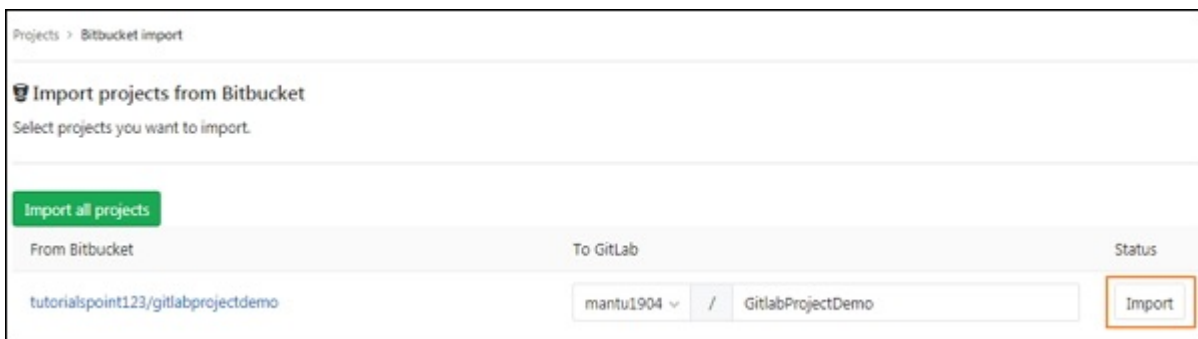 Projects > Bitbucket import
Import projects from Bitbucket
Select projects you want to import.
Import all projects
From Bitbucket To GitLab Status
tutorialspoint123/gitlabprojectdemo mantu1904 / GitlabProjectDemo Import